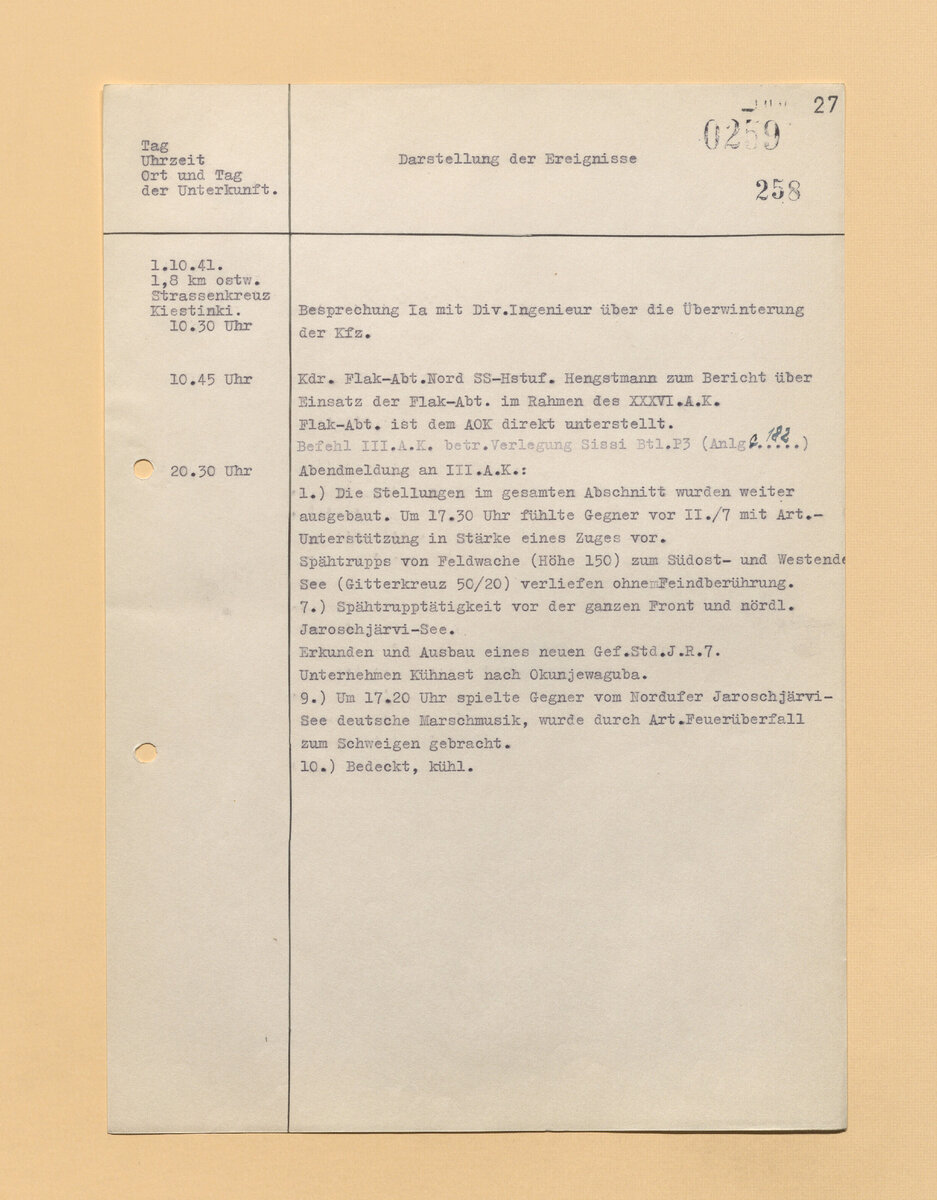 27
0259
258
Tag
Uhrzeit
Ort und Tag
der Unterkunft.
Darstellung der Ereignisse
1.10.41.
1,8 km ostw.
Strassenkreuz
Kiestinki.
10.30 Uhr
Besprechung Ia mit Div.Ingenieur über die Überwinterung
der Kfz.
10.45 Uhr
Kdr. Flak-Abt.Nord SS-Hstuf. Hengstmann zum Bericht über
Einsatz der Flak-Abt. im Rahmen des XXXVI.A.K.
Flak-Abt. ist dem AOK direkt unterstellt.
Befehl III.A.K. betr.Verlegung Sissi Btl.P3 (Anlg 182.)
20.30 Uhr
Abendmeldung an III.A.K.:
1.) Die Stellungen im gesamten Abschnitt wurden weiter
ausgebaut. Um 17.30 Uhr fühlte Gegner vor II./7 mit Art.-
Unterstützung in Stärke eines Zuges vor.
Spähtrupps von Feldwache (Höhe 150) zum Südost- und Westende
See (Gitterkreuz 50/20) verliefen ohnemFeindberührung.
7.) Spähtrupptätigkeit vor der ganzen Front und nördl.
Jaroschjärvi-See.
Erkunden und Ausbau eines neuen Gef.Std.J.R.7.
Unternehmen Kühnast nach Okunjewaguba.
9.) Um 17.20 Uhr spielte Gegner vom Nordufer Jaroschjärvi-
See deutsche Marschmusik, wurde durch Art.Feuerüberfall
zum Schweigen gebracht.
10.) Bedeckt, kühl.